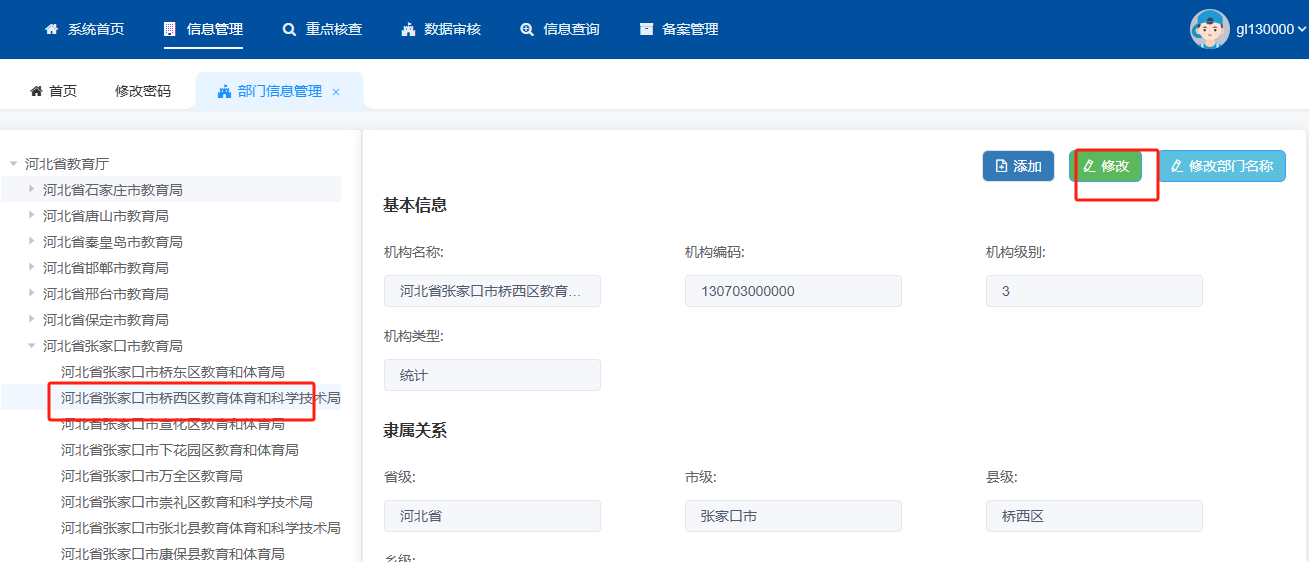 系统首页 信息管理 重点核查 数据审核 信息查询 备案管理 gl130000
首页 修改密码 部门信息管理 ×
河北省教育厅
河北省石家庄市教育局
河北省唐山市教育局
河北省秦皇岛市教育局
河北省邯郸市教育局
河北省邢台市教育局
河北省保定市教育局
河北省张家口市教育局
河北省张家口市桥东区教育和体育局
河北省张家口市桥西区教育体育和科学技术局
河北省张家口市宣化区教育和体育局
河北省张家口市下花园区教育和体育局
河北省张家口市万全区教育局
河北省张家口市崇礼区教育和科学技术局
河北省张家口市张北县教育体育和科学技术局
河北省张家口市康保县教育和体育局
添加 修改 修改部门名称
基本信息
机构名称: 机构编码: 机构级别:
河北省张家口市桥西区教育... 130703000000 3
机构类型:
统计
隶属关系
省级: 市级: 县级:
河北省 张家口市 桥西区
乡级: